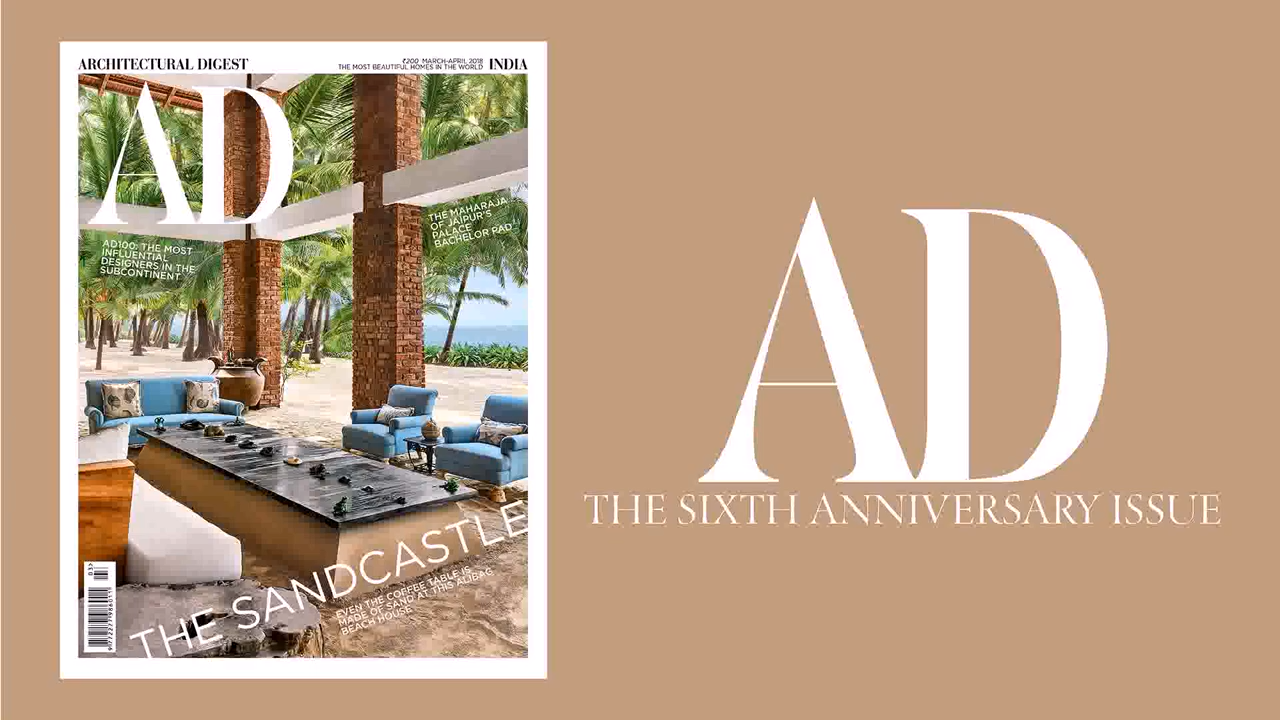 ARCHITECTURAL DIGEST
₹200 MARCH-APRIL 2018
THE MOST BEAUTIFUL HOMES IN THE WORLD
INDIA
AD
AD100: THE MOST
INFLUENTIAL
DESIGNERS IN THE
SUBCONTINENT
THE MAHARAJA
OF JAIPUR'S
PALACE
BACHELOR PAD
THE SANDCASTLE
EVEN THE COFFEE TABLE IS
MADE OF SAND AT THIS ALIBAG
BEACH HOUSE
AD
THE SIXTH ANNIVERSARY ISSUE